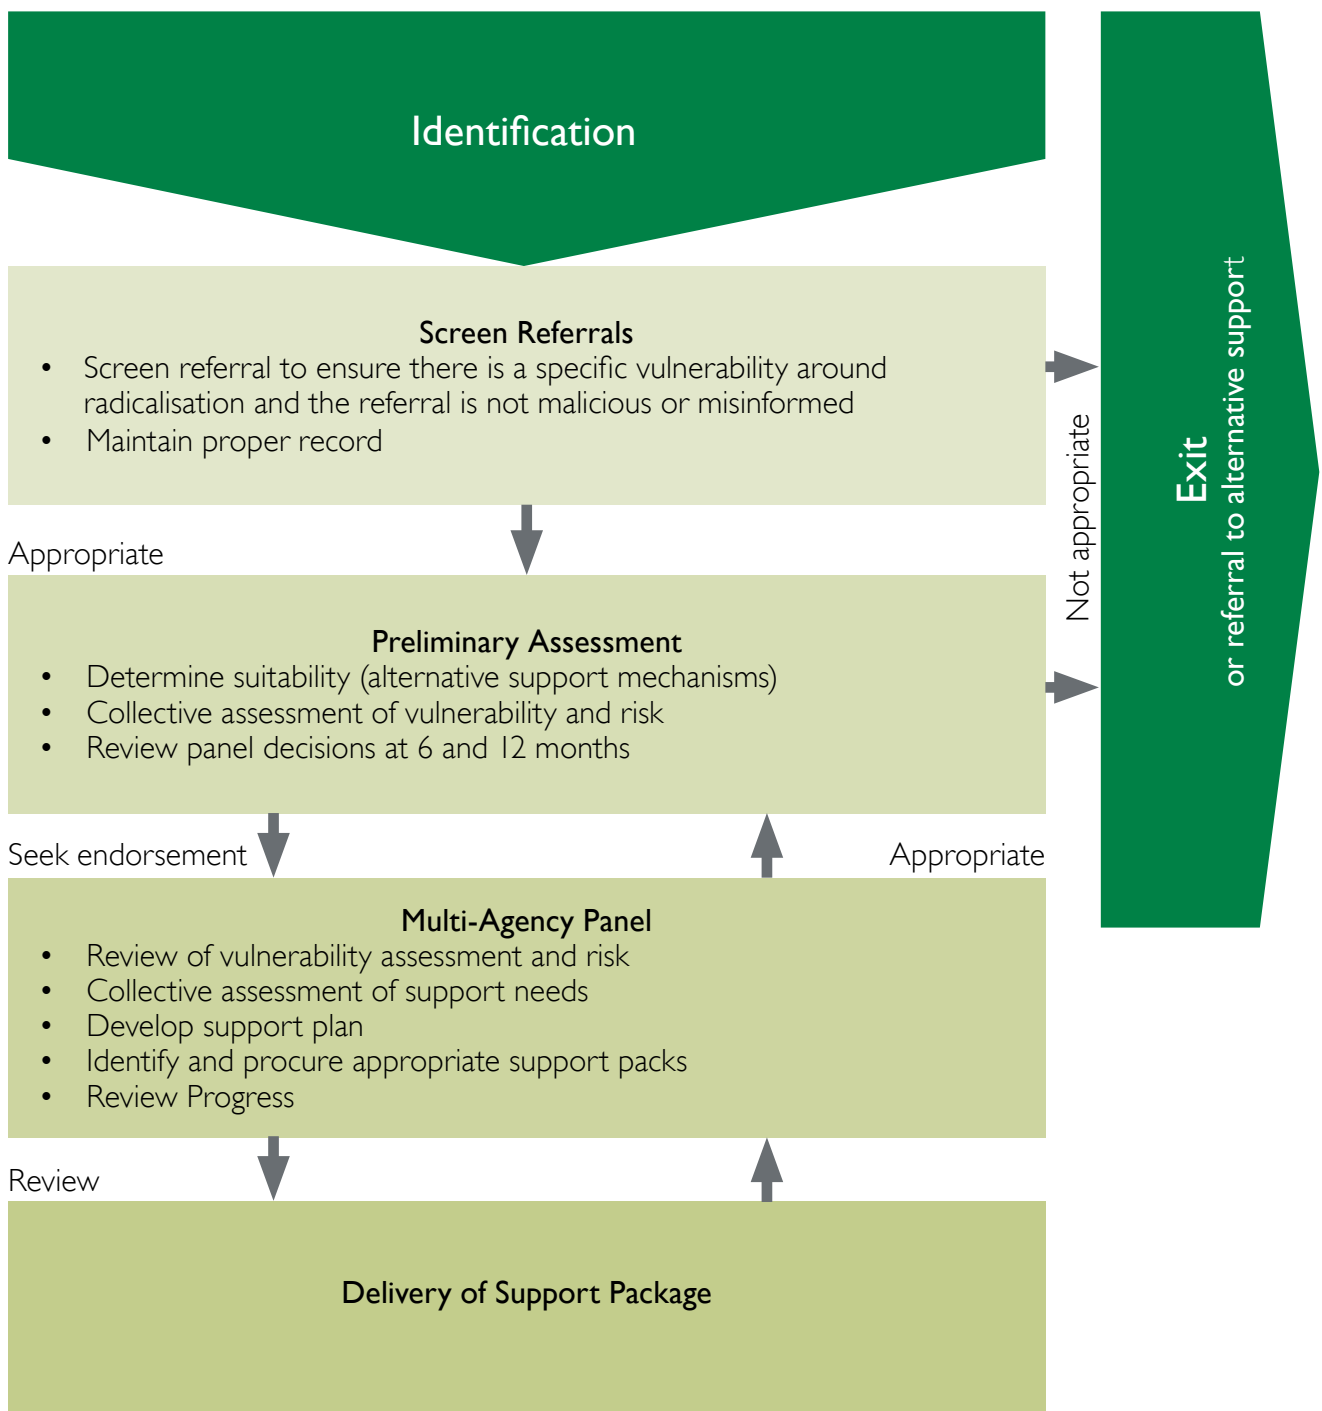 Identification
Screen Referrals
• Screen referral to ensure there is a specific vulnerability around
radicalisation and the referral is not malicious or misinformed
• Maintain proper record
Not appropriate
Exit
or referral to alternative support
Appropriate
Preliminary Assessment
• Determine suitability (alternative support mechanisms)
• Collective assessment of vulnerability and risk
• Review panel decisions at 6 and 12 months
Seek endorsement
Appropriate
Multi-Agency Panel
• Review of vulnerability assessment and risk
• Collective assessment of support needs
• Develop support plan
• Identify and procure appropriate support packs
• Review Progress
Review
Delivery of Support Package